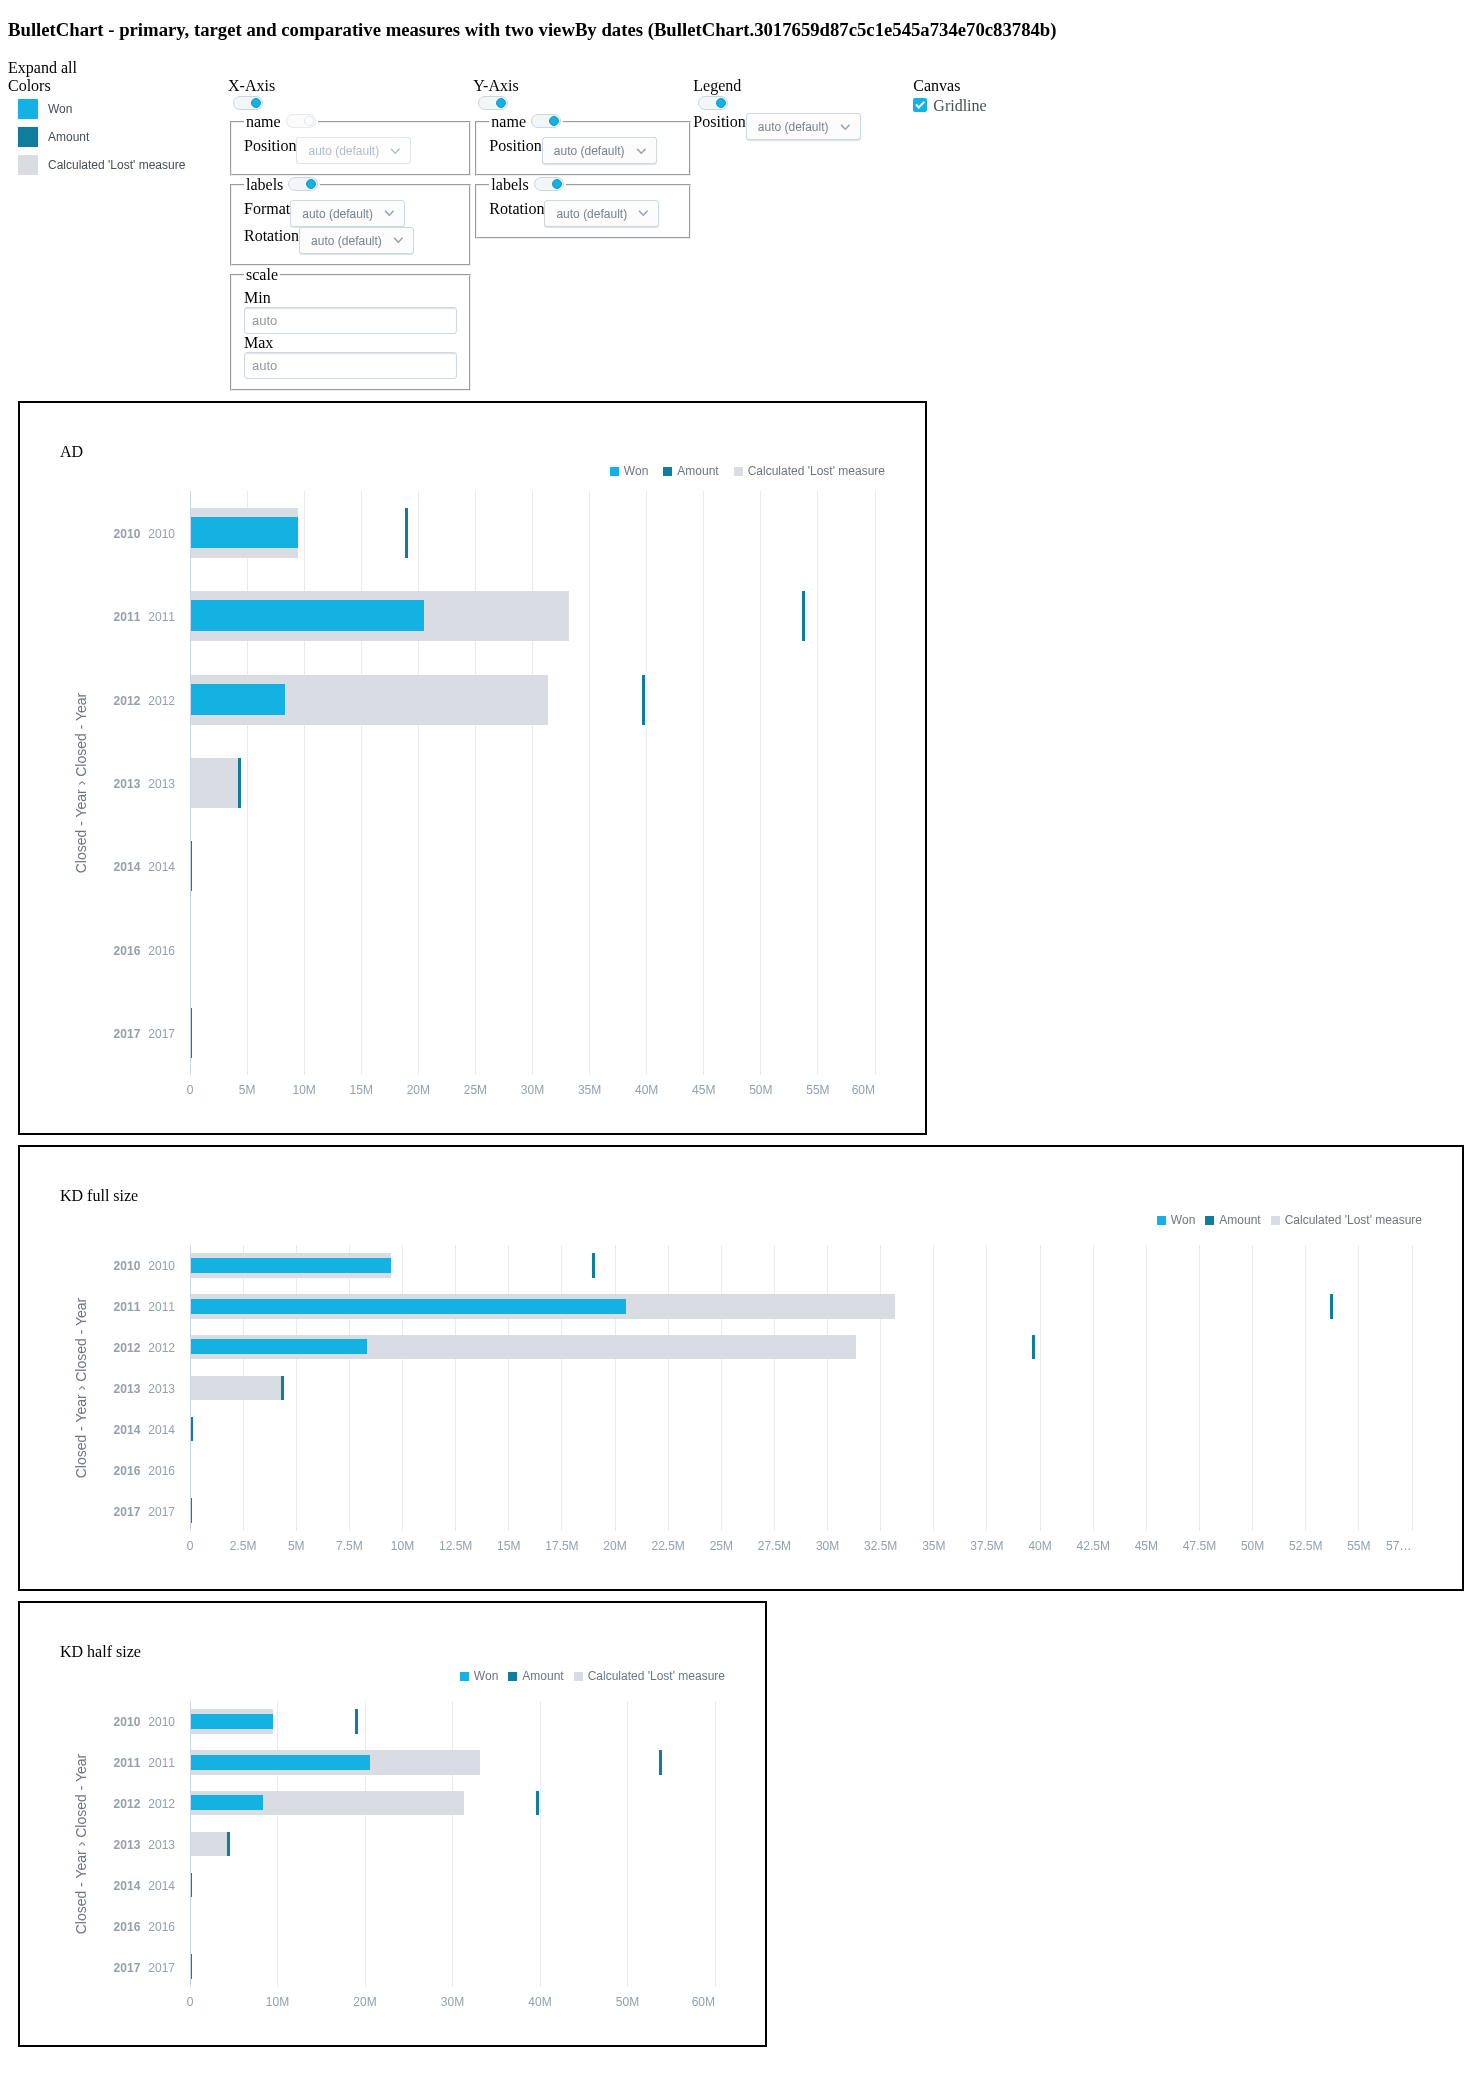 BulletChart - primary, target and comparative measures with two viewBy dates (BulletChart.3017659d87c5c1e545a734e70c83784b)
Expand all
Colors
Won
Amount
Calculated 'Lost' measure
X-Axis
name
Position auto (default)
labels
Format auto (default)
Rotation auto (default)
scale
Min
auto
Max
auto
Y-Axis
name
Position auto (default)
labels
Rotation auto (default)
Legend
Position auto (default)
Canvas
Gridline
AD
Won Amount Calculated 'Lost' measure
Closed - Year › Closed - Year
2010 2010
2011 2011
2012 2012
2013 2013
2014 2014
2016 2016
2017 2017
0 5M 10M 15M 20M 25M 30M 35M 40M 45M 50M 55M 60M
KD full size
Won Amount Calculated 'Lost' measure
Closed - Year › Closed - Year
2010 2010
2011 2011
2012 2012
2013 2013
2014 2014
2016 2016
2017 2017
0 2.5M 5M 7.5M 10M 12.5M 15M 17.5M 20M 22.5M 25M 27.5M 30M 32.5M 35M 37.5M 40M 42.5M 45M 47.5M 50M 52.5M 55M 57…
KD half size
Won Amount Calculated 'Lost' measure
Closed - Year › Closed - Year
2010 2010
2011 2011
2012 2012
2013 2013
2014 2014
2016 2016
2017 2017
0 10M 20M 30M 40M 50M 60M